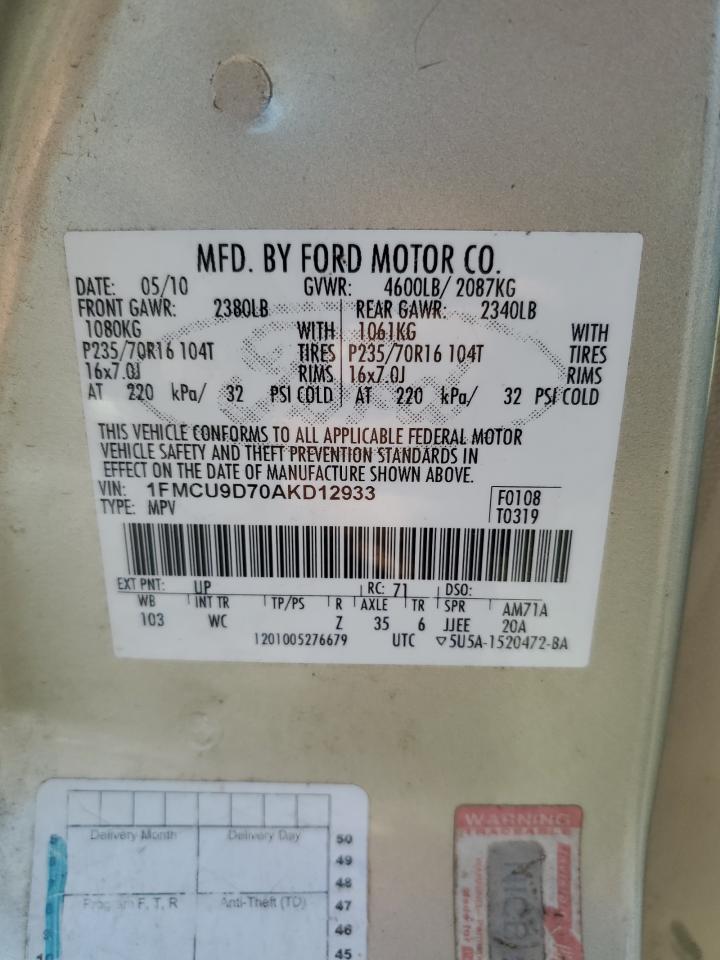 MFD. BY FORD MOTOR CO.
DATE: 05/10 GVWR: 4600LB/ 2087KG
FRONT GAWR: 2380LB REAR GAWR: 2340LB
1080KG WITH 1061KG WITH
P235/70R16 104T TIRES P235/70R16 104T TIRES
16x7.0J RIMS 16x7.0J RIMS
AT 220 kPa/ 32 PSI COLD AT 220 kPa/ 32 PSI COLD
THIS VEHICLE CONFORMS TO ALL APPLICABLE FEDERAL MOTOR
VEHICLE SAFETY AND THEFT PREVENTION STANDARDS IN
EFFECT ON THE DATE OF MANUFACTURE SHOWN ABOVE.
VIN: 1FMCU9D70AKD12933 F0108
TYPE: MPV T0319
EXT PNT: UP RC: 71 DSO:
WB INT TR TP/PS R AXLE TR SPR AM71A
103 WC Z 35 6 JJEE 20A
1201005276679 UTC ▽5U5A-1520472-BA
Delivery Month Delivery Day 50
49
48
Program F, T, R Anti-Theft (TD) 47
46
45
WARNING
NICB